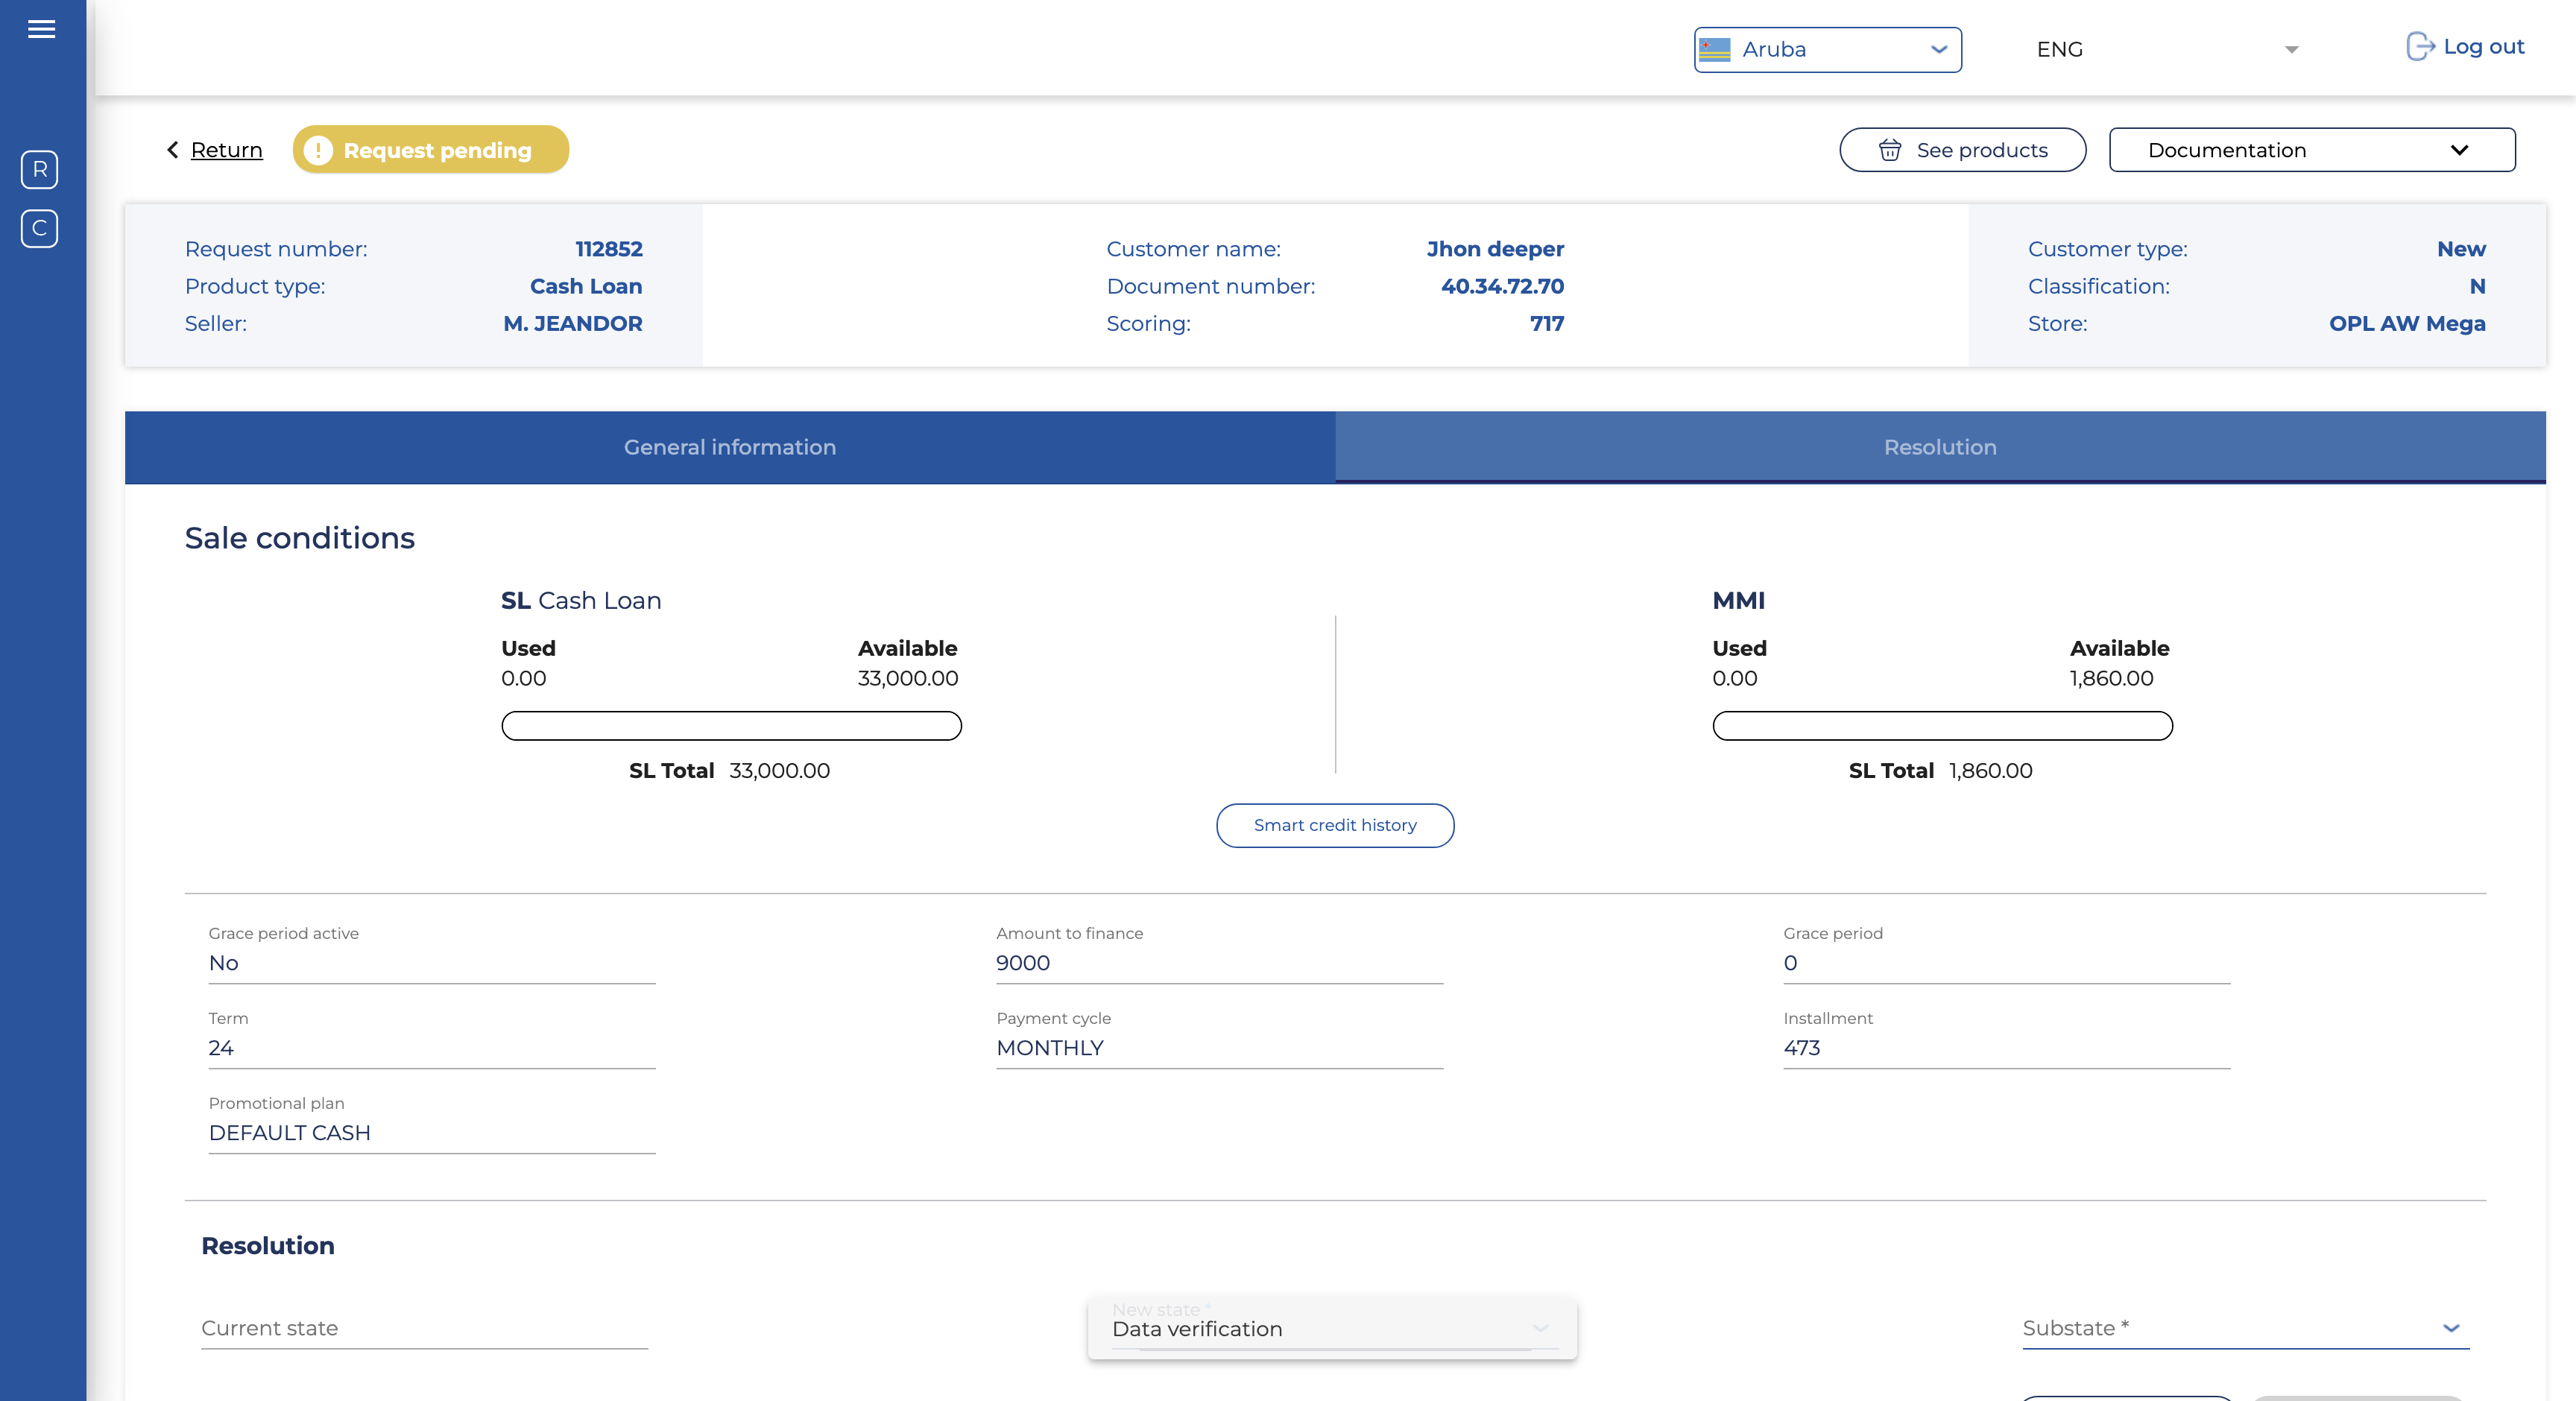 Aruba
ENG
Log out
R
C
Return
Request pending
See products
Documentation
Request number: 112852
Product type: Cash Loan
Seller: M. JEANDOR
Customer name: Jhon deeper
Document number: 40.34.72.70
Scoring: 717
Customer type: New
Classification: N
Store: OPL AW Mega
General information
Resolution
Sale conditions
SL Cash Loan
Used Available
0.00 33,000.00
SL Total 33,000.00
MMI
Used Available
0.00 1,860.00
SL Total 1,860.00
Smart credit history
Grace period active
No
Amount to finance
9000
Grace period
0
Term
24
Payment cycle
MONTHLY
Installment
473
Promotional plan
DEFAULT CASH
Resolution
Current state
New state *
Data verification
Substate *